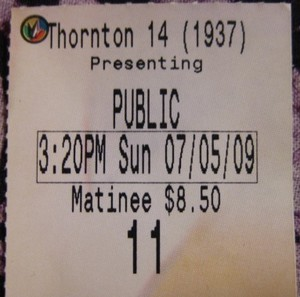 Thornton 14 (1937)
Presenting
PUBLIC
3:20PM Sun 07/05/09
Matinee $8.50
11